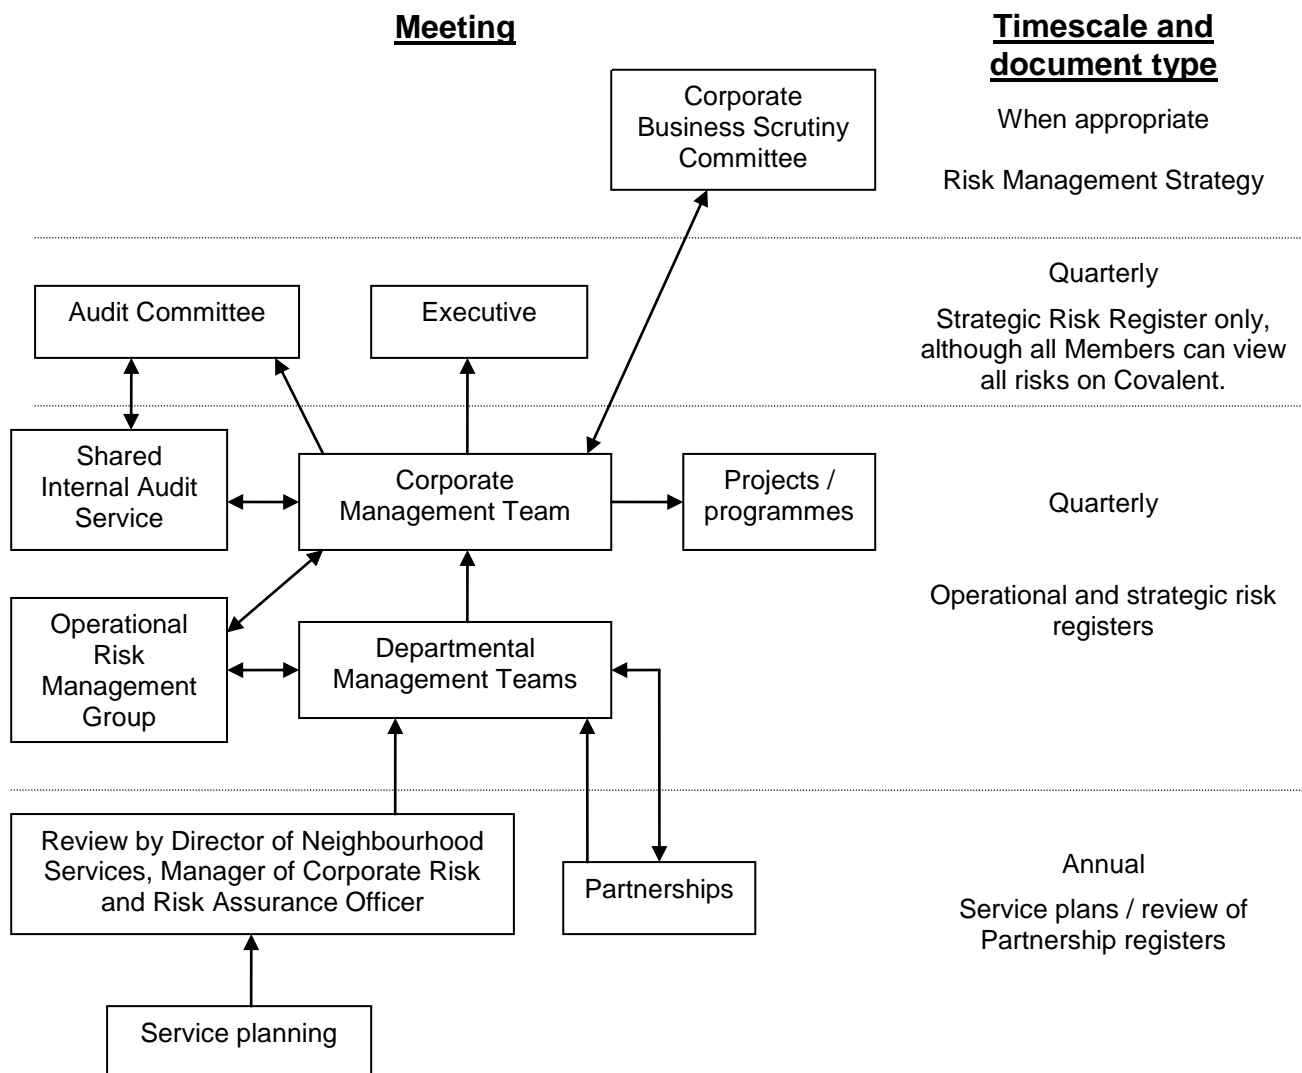 Meeting
Timescale and
document type
Corporate
Business Scrutiny
Committee
When appropriate
Risk Management Strategy
Audit Committee
Executive
Quarterly
Strategic Risk Register only,
although all Members can view
all risks on Covalent.
Shared
Internal Audit
Service
Corporate
Management Team
Projects /
programmes
Quarterly
Operational
Risk
Management
Group
Departmental
Management Teams
Operational and strategic risk
registers
Review by Director of Neighbourhood
Services, Manager of Corporate Risk
and Risk Assurance Officer
Partnerships
Annual
Service plans / review of
Partnership registers
Service planning